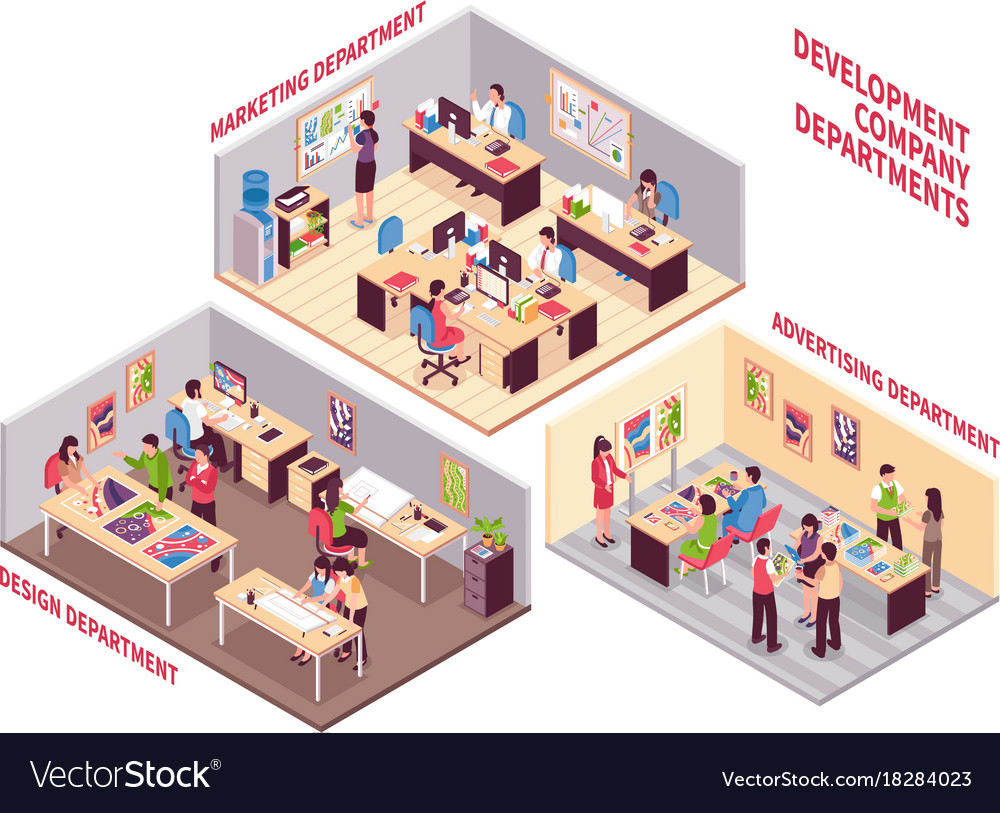 MARKETING DEPARTMENT
DEVELOPMENT
COMPANY
DEPARTMENTS
ADVERTISING DEPARTMENT
DESIGN DEPARTMENT
VectorStock®
VectorStock.com/18284023